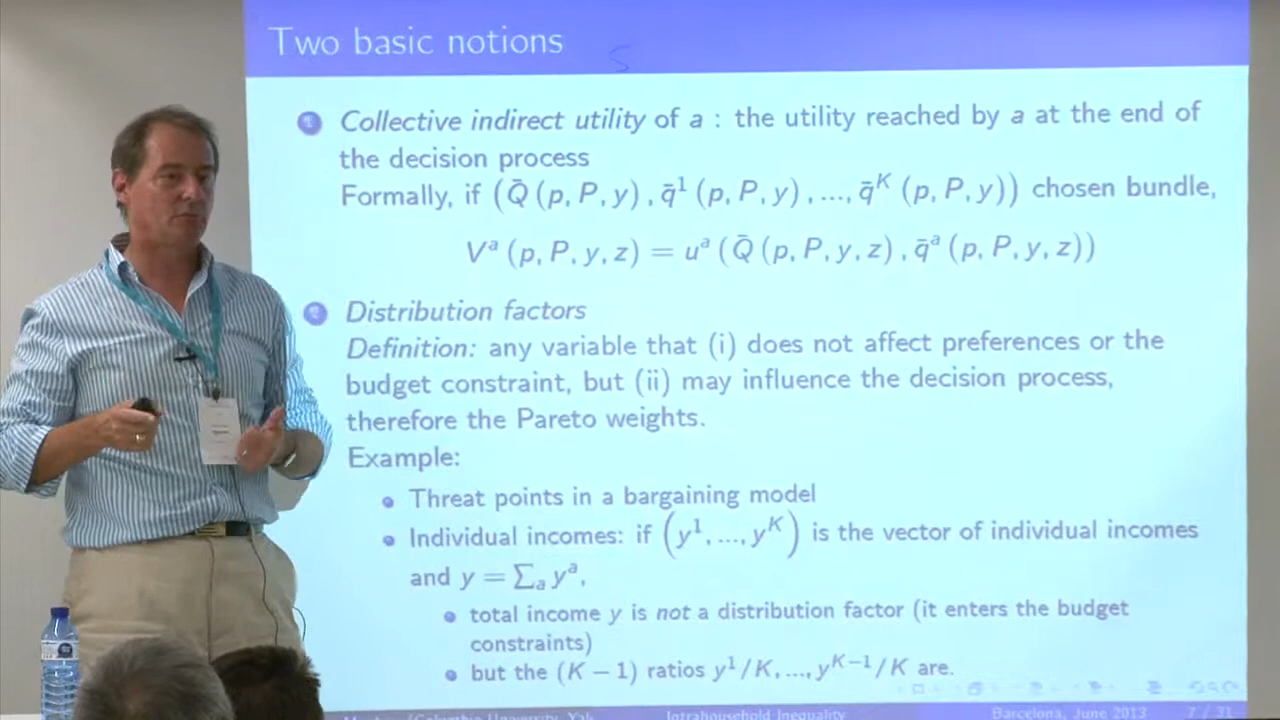 Two basic notions
1 Collective indirect utility of a : the utility reached by a at the end of
the decision process
Formally, if (Q̄ (p, P, y) , q̄¹ (p, P, y) , ..., q̄ᴷ (p, P, y)) chosen bundle,
Vᵃ (p, P, y, z) = uᵃ (Q̄ (p, P, y, z) , q̄ᵃ (p, P, y, z))
2 Distribution factors
Definition: any variable that (i) does not affect preferences or the
budget constraint, but (ii) may influence the decision process,
therefore the Pareto weights.
Example:
Threat points in a bargaining model
Individual incomes: if (y¹, ..., yᴷ) is the vector of individual incomes
and y = ∑ₐ yᵃ,
total income y is not a distribution factor (it enters the budget
constraints)
but the (K − 1) ratios y¹/K, ..., yᴷ⁻¹/K are.
Intrahousehold Inequality
Barcelona, June 2013 7 / 31